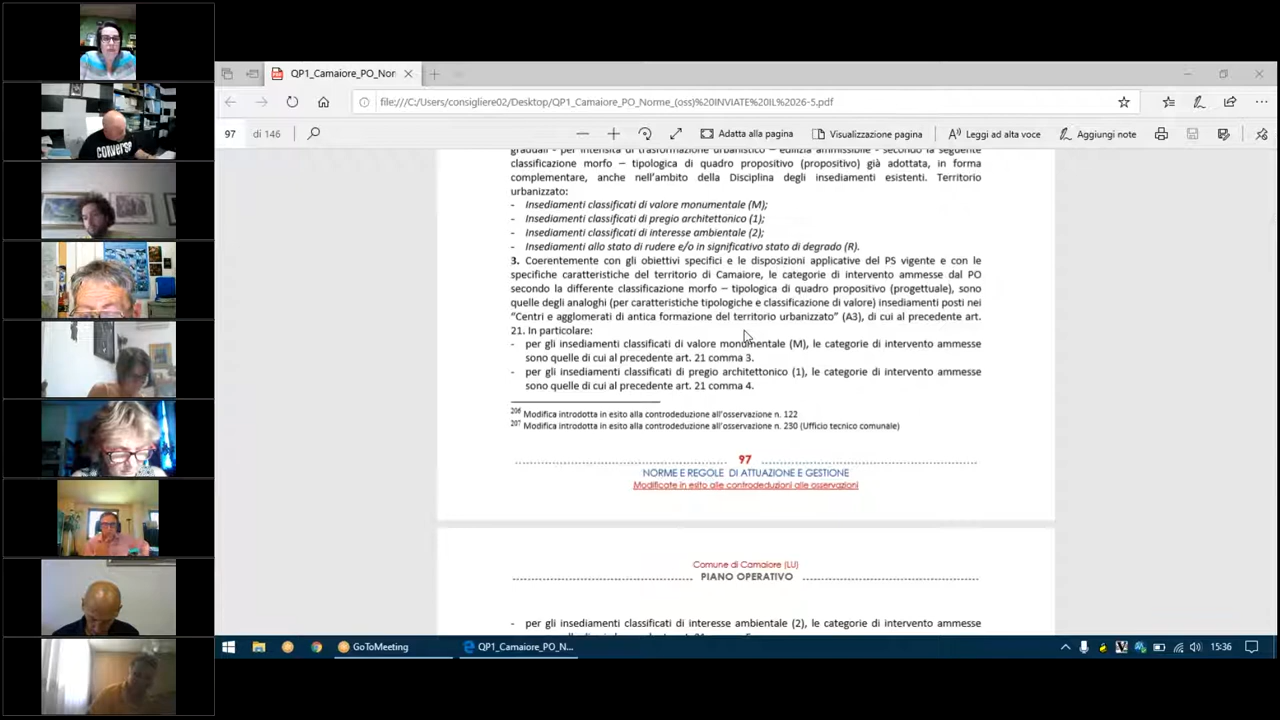 CONVERSE
QP1_Camaiore_PO_Nor
file:///C:/Users/consigliere02/Desktop/QP1_Camaiore_PO_Norme_(oss)%20INVIATE%20IL%2026-5.pdf
97 di 146
Adatta alla pagina
Visualizzazione pagina
Leggi ad alta voce
Aggiungi note
graduali - per intensità di trasformazione urbanistico – edilizia ammissibile - secondo la seguente
classificazione morfo – tipologica di quadro propositivo (propositivo) già adottata, in forma
complementare, anche nell'ambito della Disciplina degli insediamenti esistenti. Territorio
urbanizzato:
- Insediamenti classificati di valore monumentale (M);
- Insediamenti classificati di pregio architettonico (1);
- Insediamenti classificati di interesse ambientale (2);
- Insediamenti allo stato di rudere e/o in significativo stato di degrado (R).
3. Coerentemente con gli obiettivi specifici e le disposizioni applicative del PS vigente e con le
specifiche caratteristiche del territorio di Camaiore, le categorie di intervento ammesse dal PO
secondo la differente classificazione morfo – tipologica di quadro propositivo (progettuale), sono
quelle degli analoghi (per caratteristiche tipologiche e classificazione di valore) insediamenti posti nei
“Centri e agglomerati di antica formazione del territorio urbanizzato” (A3), di cui al precedente art.
21. In particolare:
- per gli insediamenti classificati di valore monumentale (M), le categorie di intervento ammesse
sono quelle di cui al precedente art. 21 comma 3.
- per gli insediamenti classificati di pregio architettonico (1), le categorie di intervento ammesse
sono quelle di cui al precedente art. 21 comma 4.
206 Modifica introdotta in esito alla controdeduzione all'osservazione n. 122
207 Modifica introdotta in esito alla controdeduzione all'osservazione n. 230 (Ufficio tecnico comunale)
97
NORME E REGOLE DI ATTUAZIONE E GESTIONE
Modificate in esito alle controdeduzioni alle osservazioni
Comune di Camaiore (LU)
PIANO OPERATIVO
- per gli insediamenti classificati di interesse ambientale (2), le categorie di intervento ammesse
GoToMeeting
QP1_Camaiore_PO_N...
15:36